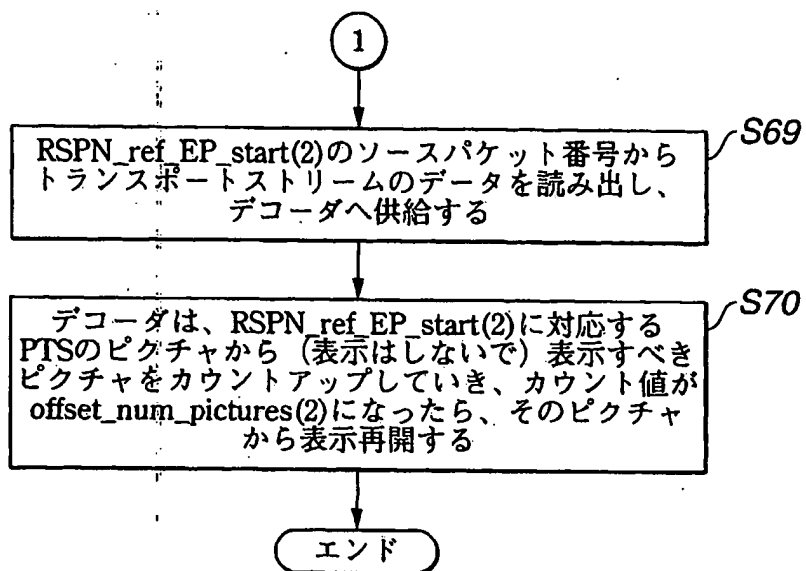 1
RSPN_ref_EP_start(2)のソースパケット番号から
トランスポートストリームのデータを読み出し、
デコーダへ供給する
S69
デコーダは、RSPN_ref_EP_start(2)に対応する
PTSのピクチャから（表示はしないで）表示すべき
ピクチャをカウントアップしていき、カウント値が
offset_num_pictures(2)になったら、そのピクチャ
から表示再開する
S70
エンド